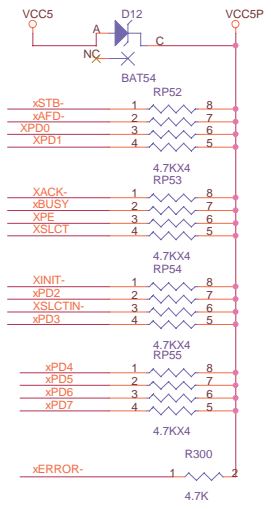 VCC5 D12 VCC5P
A C
NC
BAT54
RP52
xSTB- 1 8
xAFD- 2 7
XPD0 3 6
XPD1 4 5
4.7KX4
RP53
XACK- 1 8
xBUSY 2 7
XPE 3 6
XSLCT 4 5
4.7KX4
RP54
XINIT- 1 8
xPD2 2 7
XSLCTIN- 3 6
xPD3 4 5
4.7KX4
RP55
xPD4 1 8
xPD5 2 7
xPD6 3 6
xPD7 4 5
4.7KX4
R300
xERROR- 1 2
4.7K